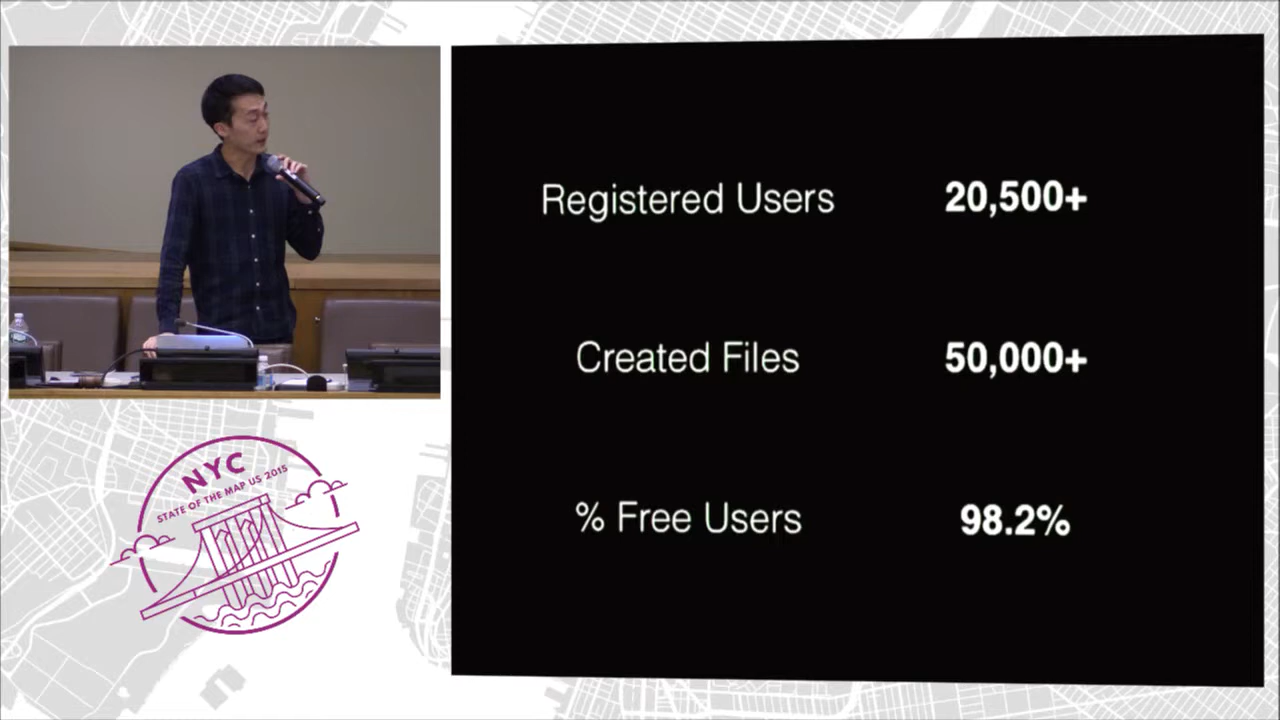 Registered Users 20,500+
Created Files 50,000+
% Free Users 98.2%
NYC
STATE OF THE MAP US 2015